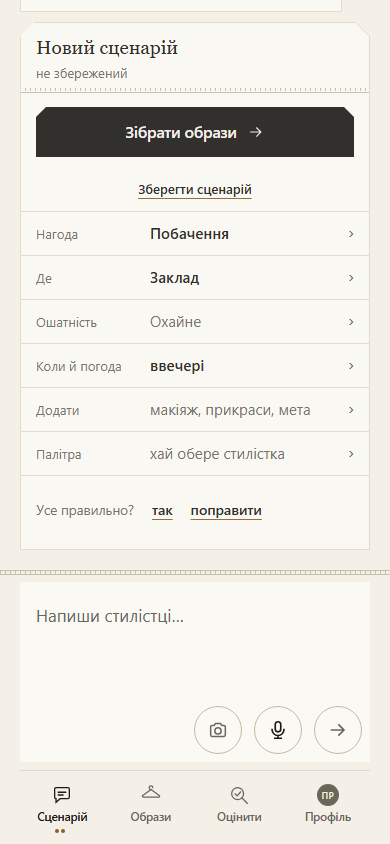 Новий сценарій
не збережений
Зібрати образи →
Зберегти сценарій
Нагода Побачення
Де Заклад
Ошатність Охайне
Коли й погода ввечері
Додати макіяж, прикраси, мета
Палітра хай обере стилістка
Усе правильно? так поправити
Напиши стилістці...
Сценарій Образи Оцінити ПР Профіль